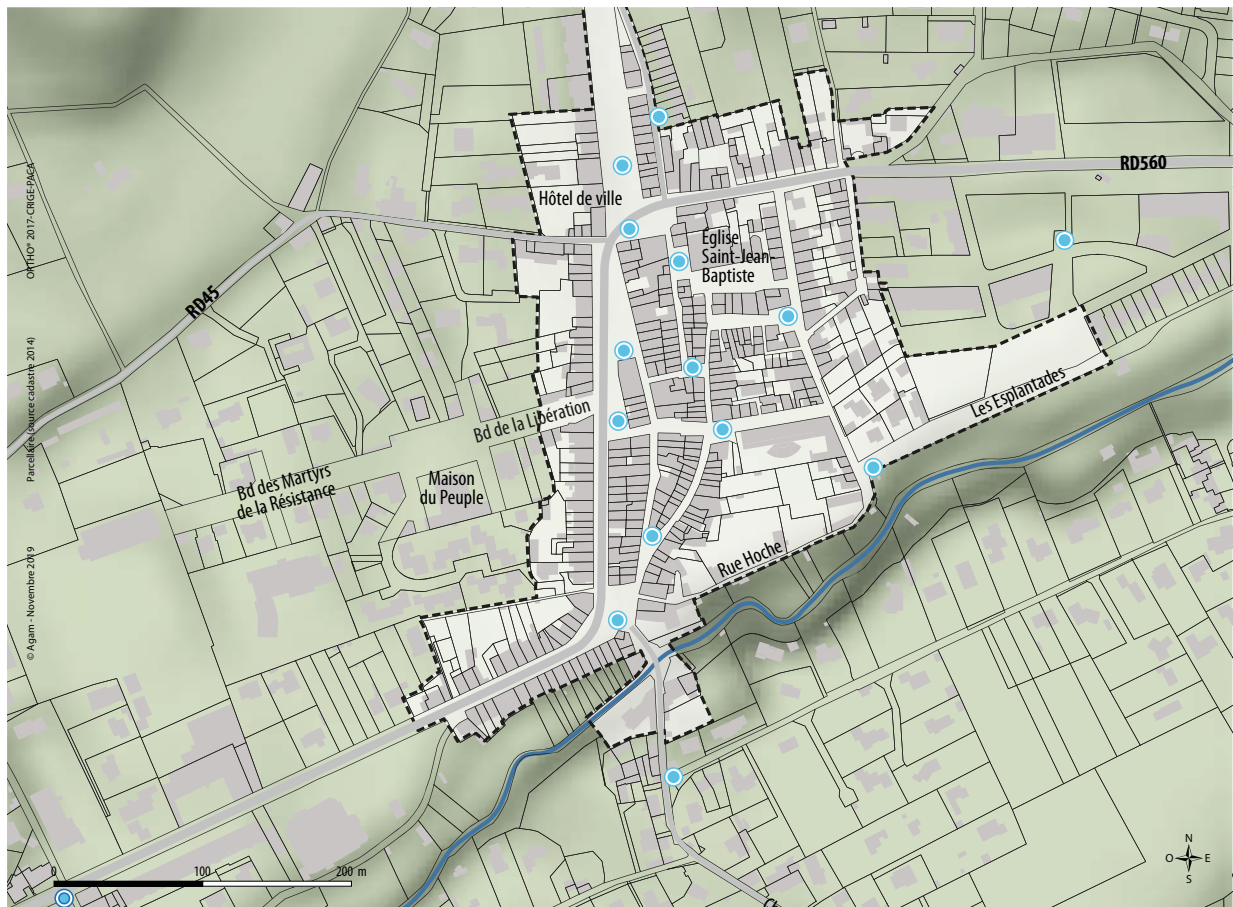 RD560
Hôtel de ville
Église
Saint-Jean-
Baptiste
ORTHO® 2017-CRIGE-PACA
RD45
Parcellaire (source cadastre 2014)
Les Esplantades
Bd de la Libération
Bd des Martyrs
de la Résistance
Maison
du Peuple
Rue Hoche
© Agam - Novembre 2019
0
100
200 m
N
O
E
S